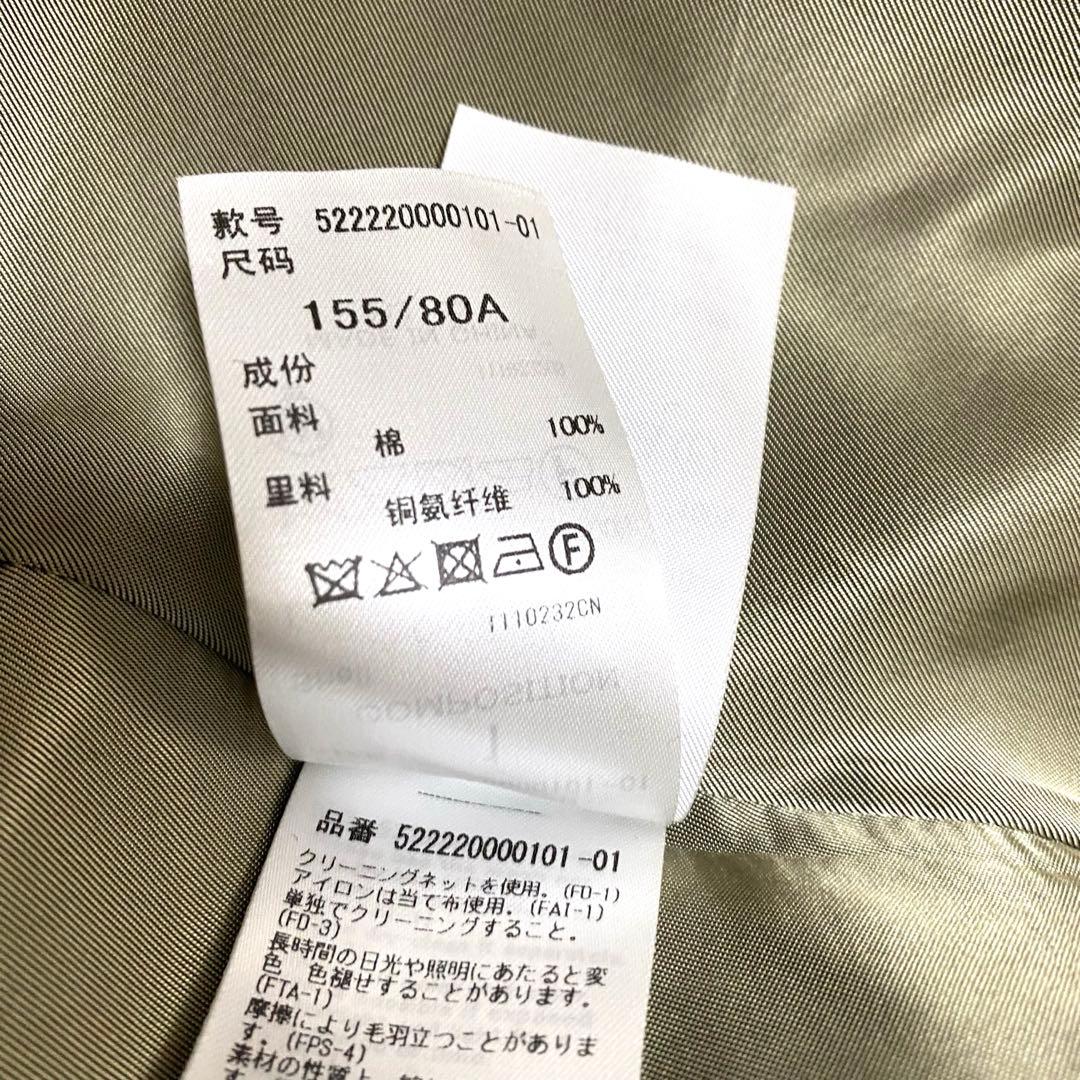 款号 522220000101-01
尺码
155/80A
成份
面料
棉 100%
里料
铜氨纤维 100%
F
1110232CN
品番 522220000101-01
クリーニングネットを使用。(FD-1)
アイロンは当て布使用。(FAI-1)
単独でクリーニングすること。
(FD-3)
長時間の日光や照明にあたると変
色 色褪せすることがあります。
(FTA-1)
摩擦により毛羽立つことがありま
す。(FPS-4)
素材の性質上
す。